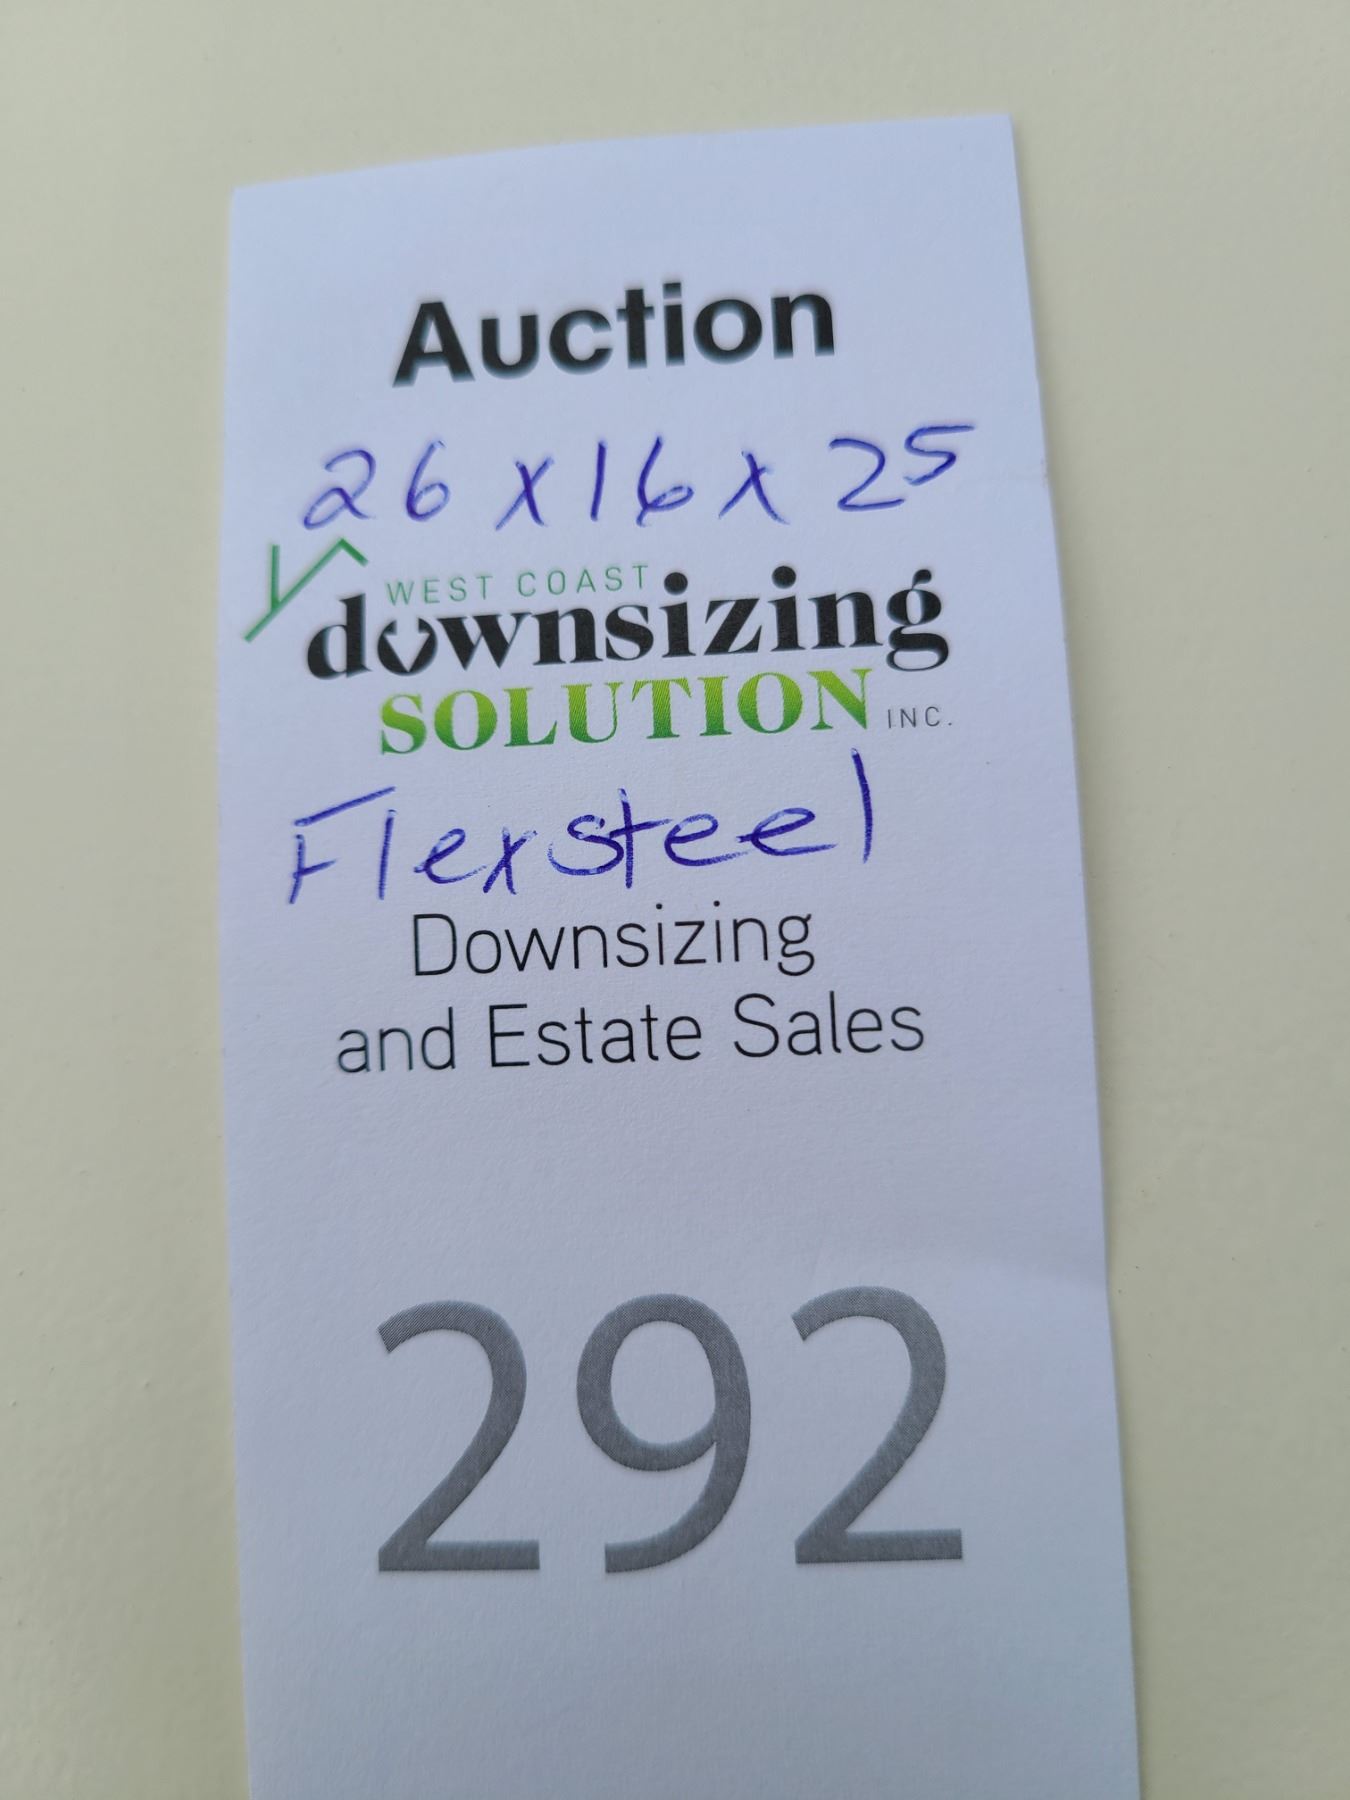 Auction
26 x 16 x 25
WEST COAST
downsizing
SOLUTION INC.
Flexsteel
Downsizing
and Estate Sales
292